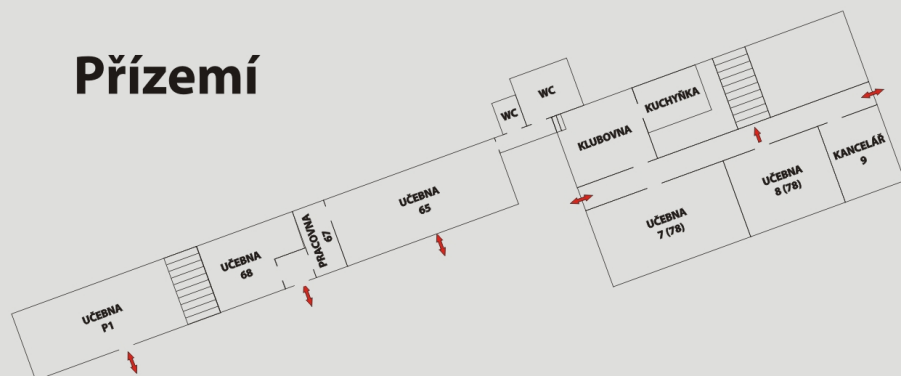 Přízemí
WC
WC
KLUBOVNA
KUCHYŇKA
KANCELÁŘ
9
UČEBNA
8 (78)
UČEBNA
7 (78)
UČEBNA
65
PRACOVNA
67
UČEBNA
68
UČEBNA
P1